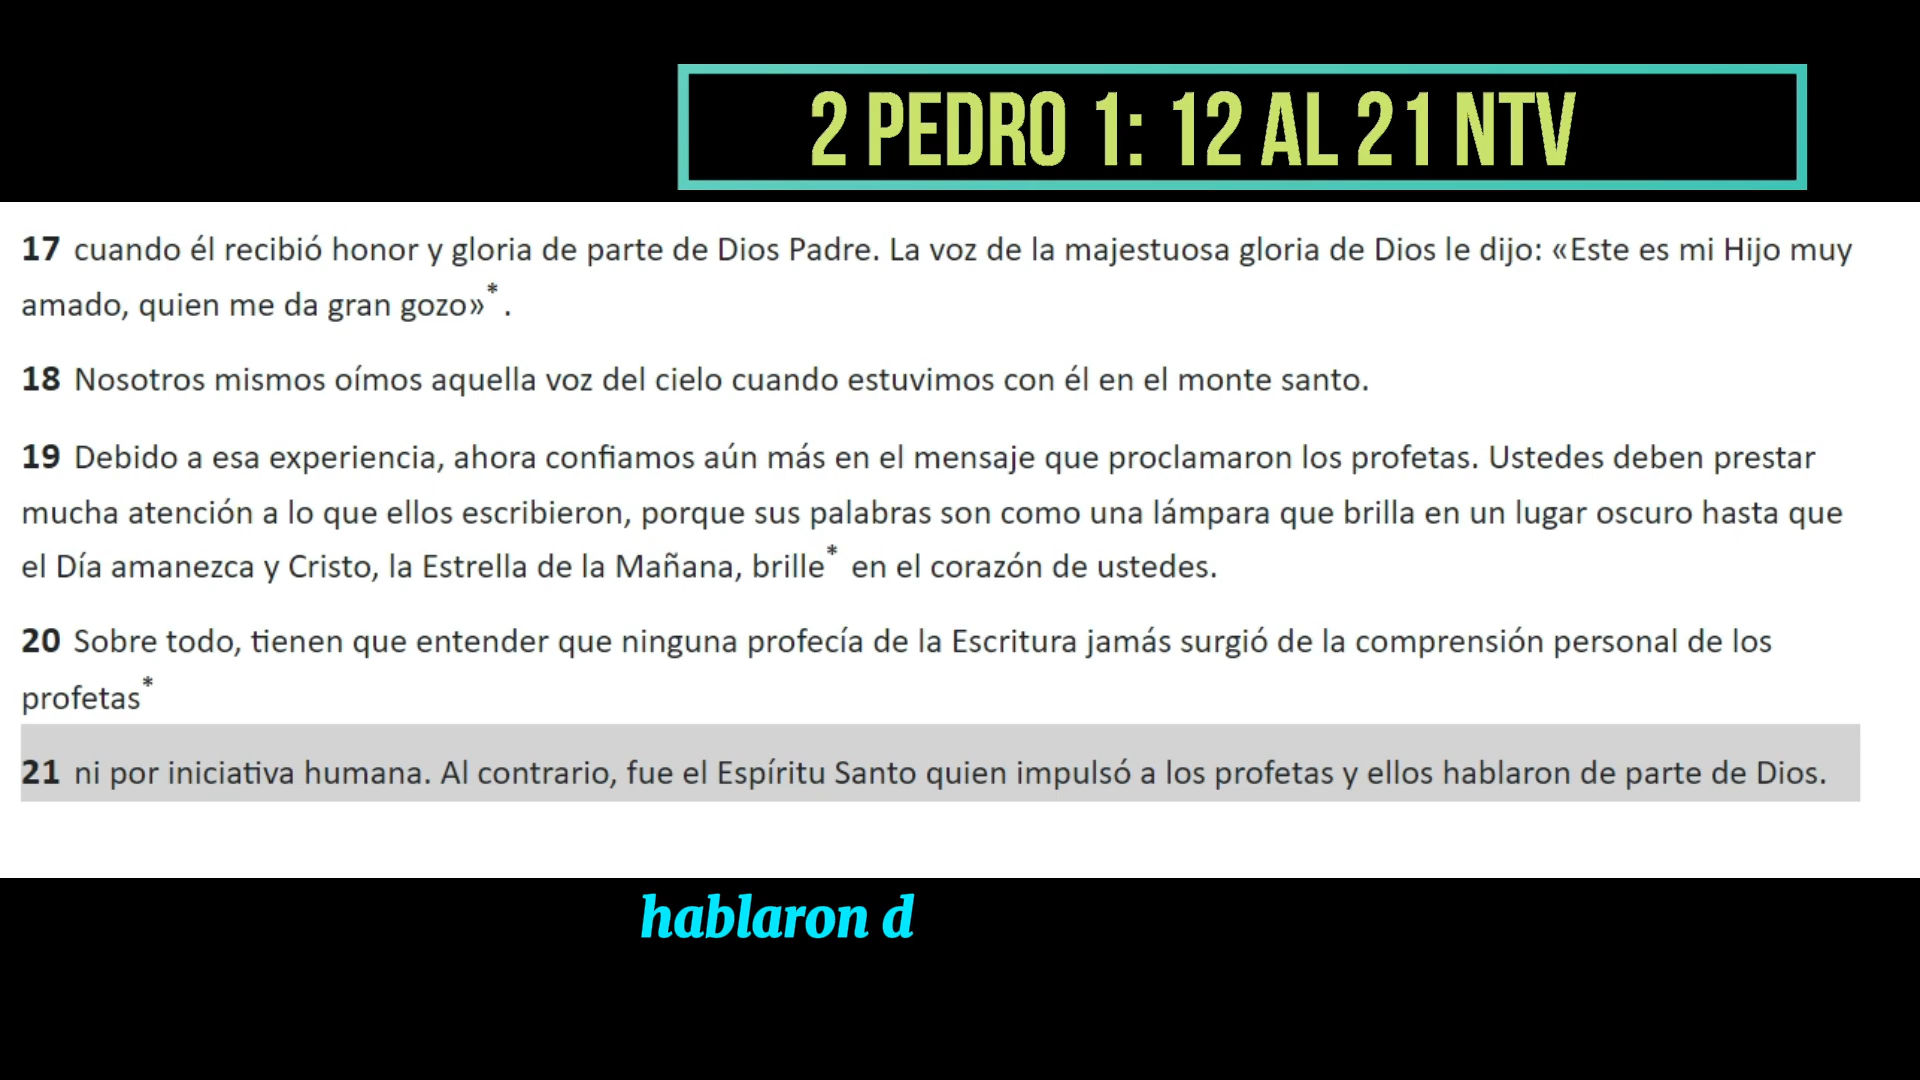 2 PEDRO 1: 12 AL 21 NTV
17 cuando él recibió honor y gloria de parte de Dios Padre. La voz de la majestuosa gloria de Dios le dijo: «Este es mi Hijo muy
amado, quien me da gran gozo»* .
18 Nosotros mismos oímos aquella voz del cielo cuando estuvimos con él en el monte santo.
19 Debido a esa experiencia, ahora confiamos aún más en el mensaje que proclamaron los profetas. Ustedes deben prestar
mucha atención a lo que ellos escribieron, porque sus palabras son como una lámpara que brilla en un lugar oscuro hasta que
el Día amanezca y Cristo, la Estrella de la Mañana, brille* en el corazón de ustedes.
20 Sobre todo, tienen que entender que ninguna profecía de la Escritura jamás surgió de la comprensión personal de los
profetas*
21 ni por iniciativa humana. Al contrario, fue el Espíritu Santo quien impulsó a los profetas y ellos hablaron de parte de Dios.
hablaron d